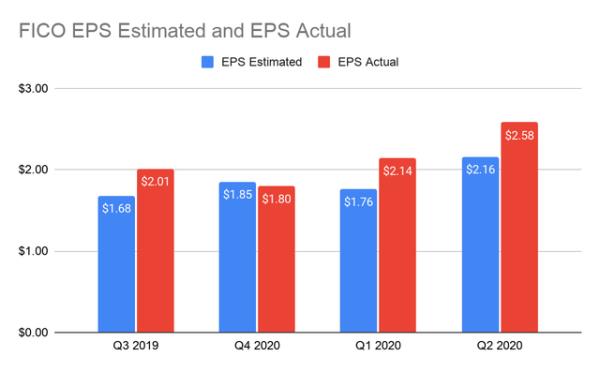 FICO EPS Estimated and EPS Actual
EPS Estimated EPS Actual
$3.00
$2.00
$1.00
$0.00
$1.68 $2.01
$1.85 $1.80
$1.76 $2.14
$2.16 $2.58
Q3 2019 Q4 2020 Q1 2020 Q2 2020